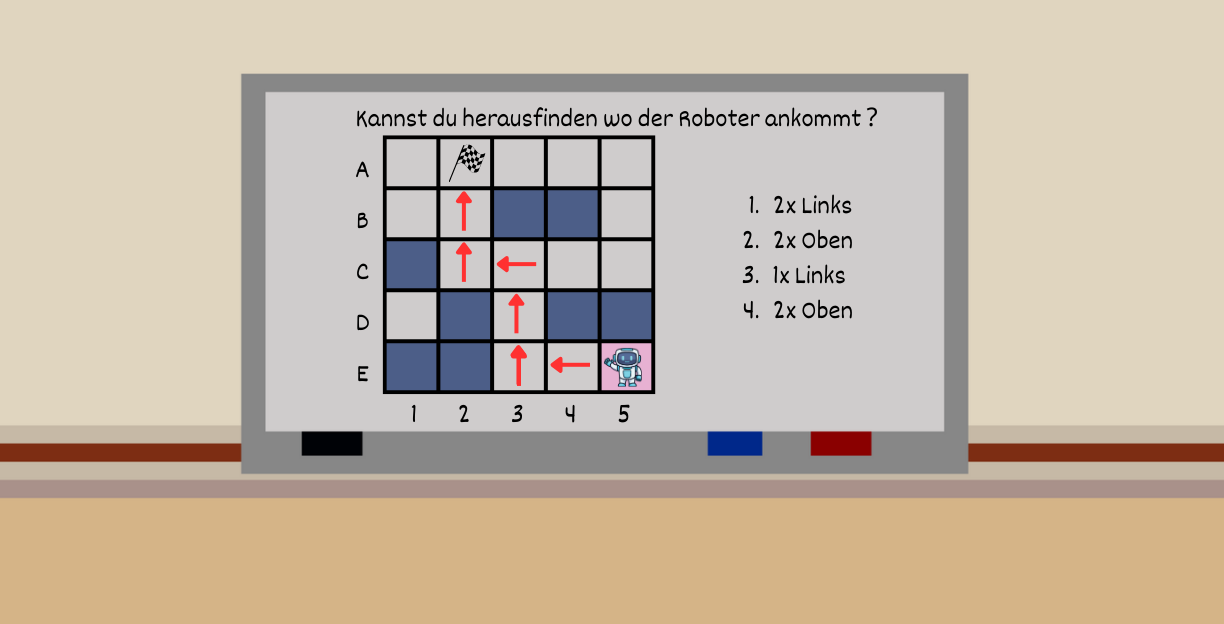 Kannst du herausfinden wo der Roboter ankommt ?
A
B
C
D
E
1 2 3 4 5
1. 2x Links
2. 2x Oben
3. 1x Links
4. 2x Oben